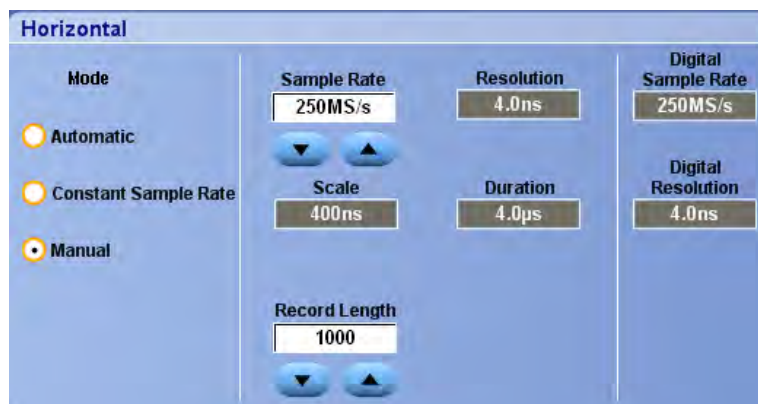 Horizontal
Mode
Automatic
Constant Sample Rate
Manual
Sample Rate
250MS/s
Scale
400ns
Record Length
1000
Resolution
4.0ns
Duration
4.0µs
Digital
Sample Rate
250MS/s
Digital
Resolution
4.0ns